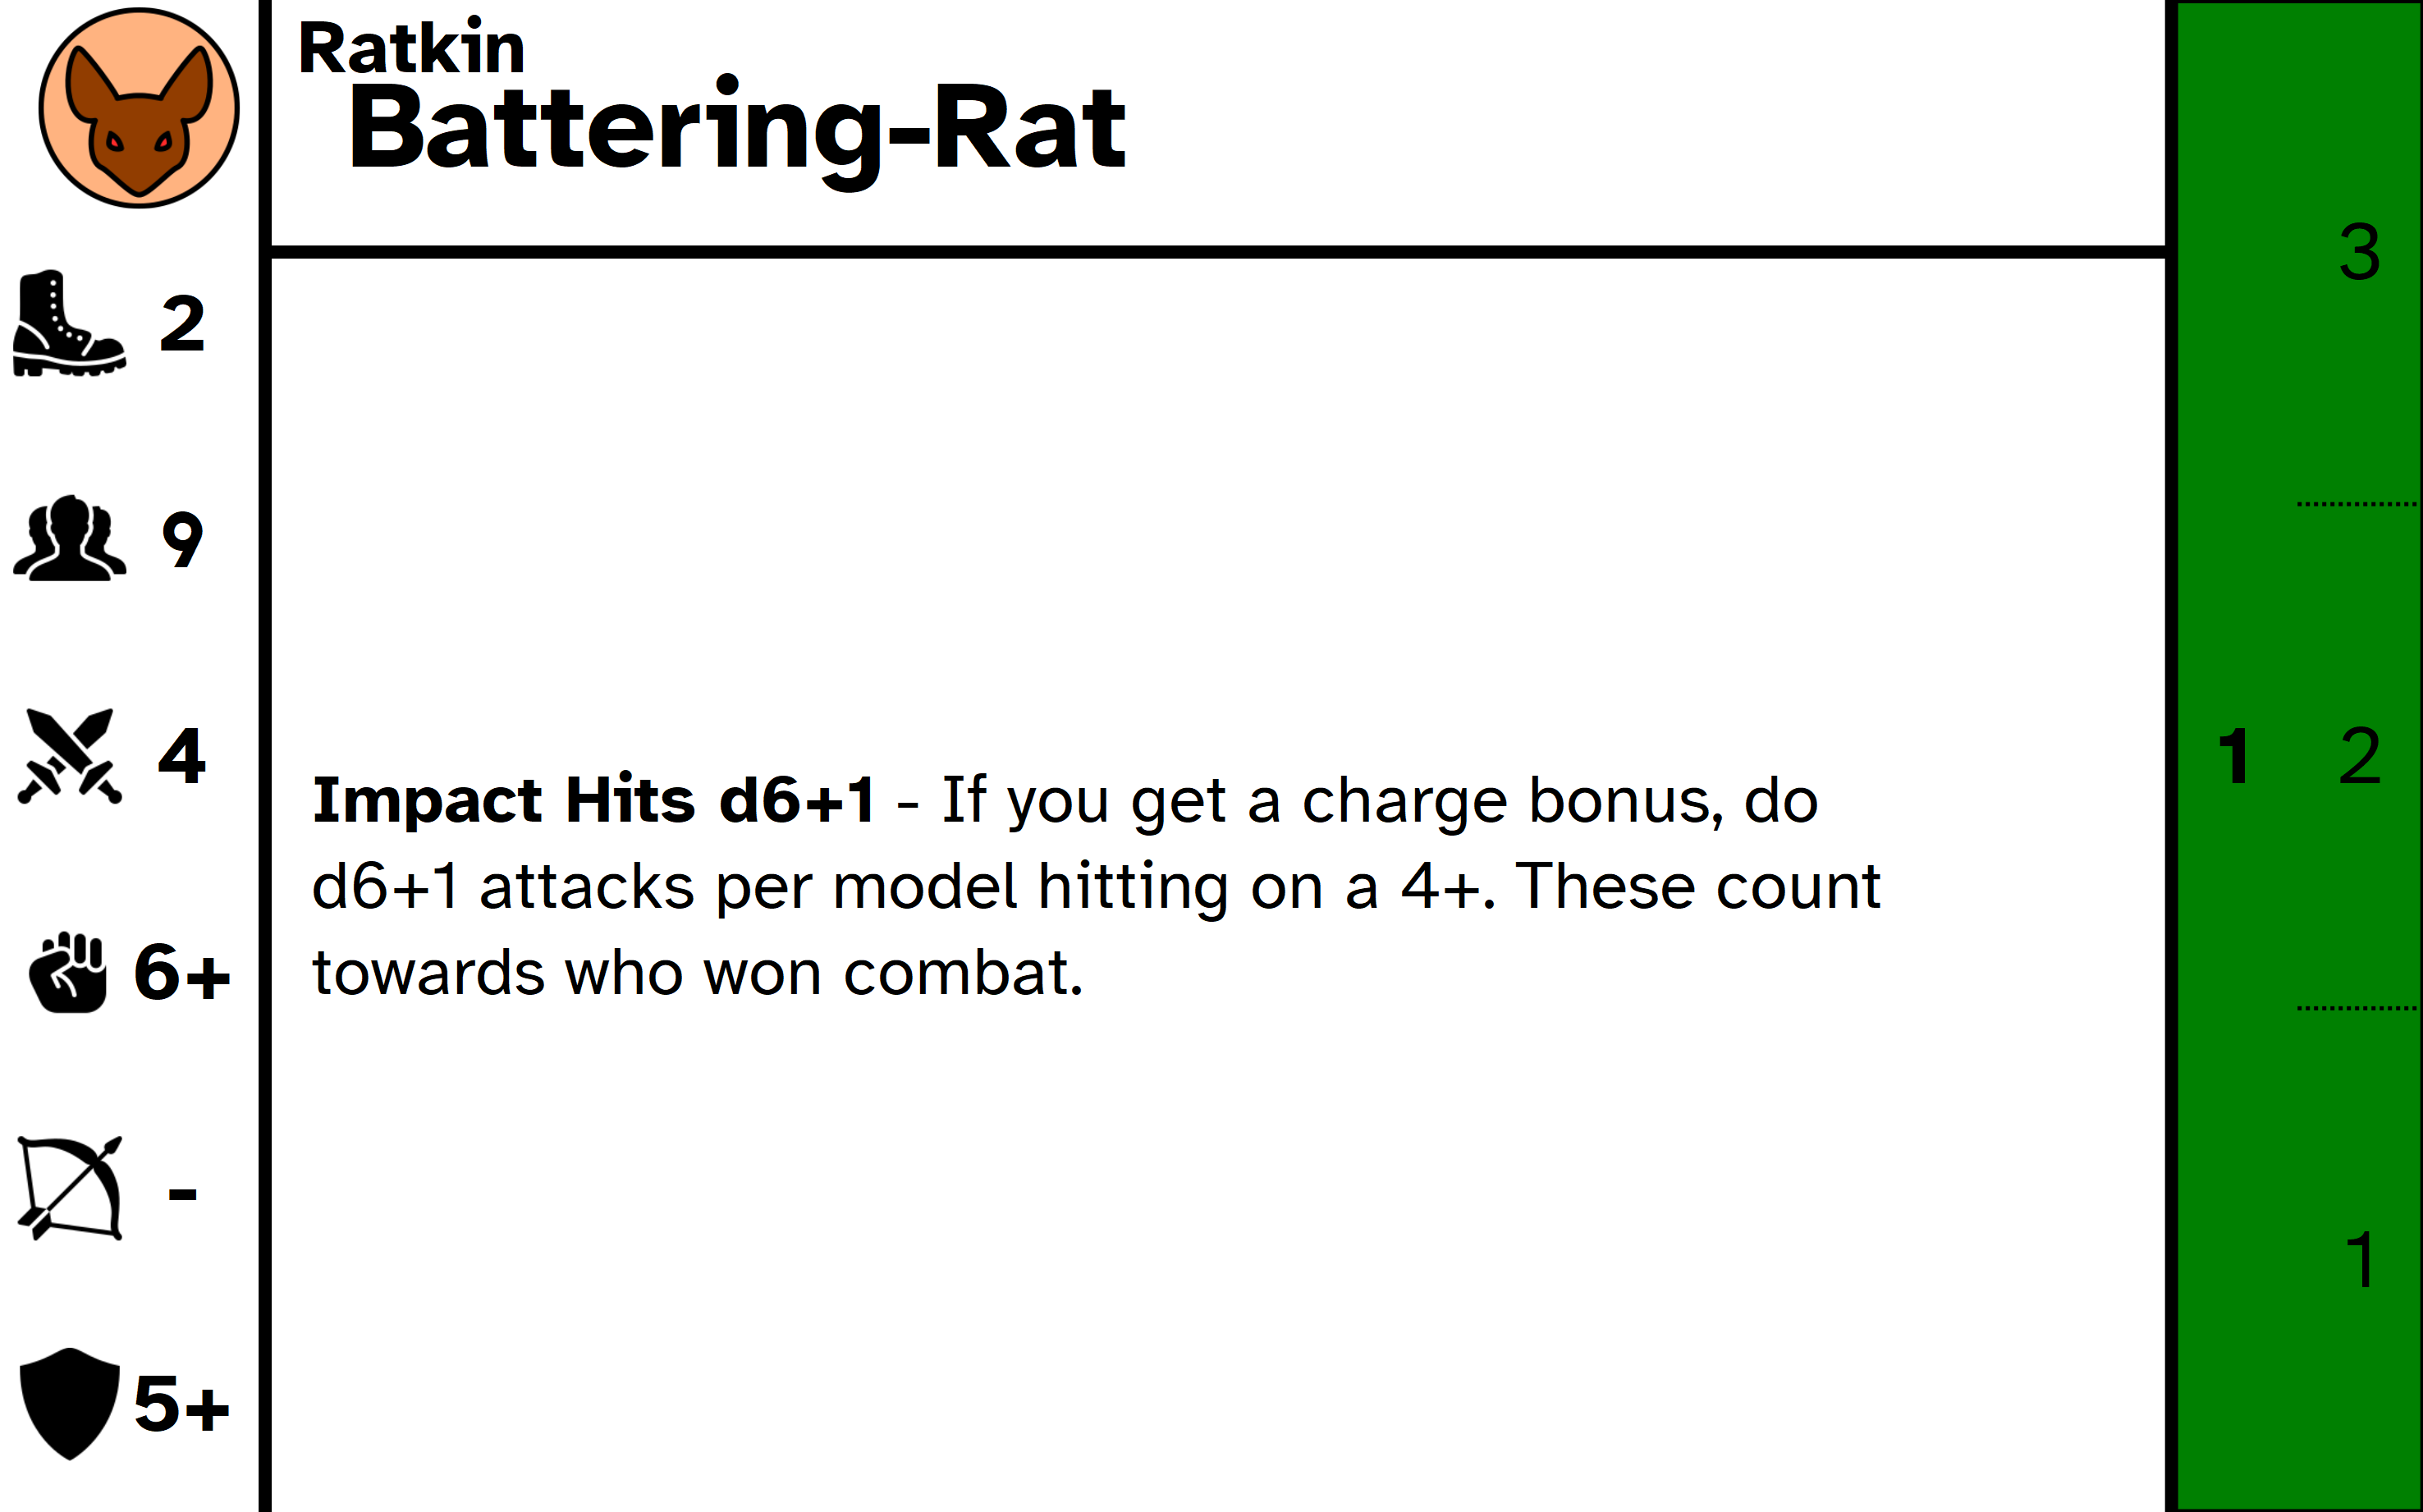 Ratkin
Battering-Rat
2
9
4
6+
-
5+
Impact Hits d6+1 - If you get a charge bonus, do
d6+1 attacks per model hitting on a 4+. These count
towards who won combat.
3
1 2
1